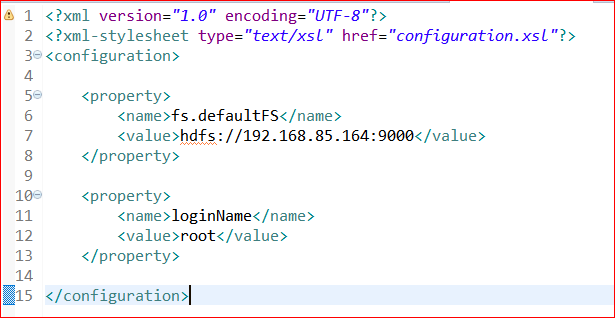 1 <?xml version="1.0" encoding="UTF-8"?>
2 <?xml-stylesheet type="text/xsl" href="configuration.xsl"?>
3 <configuration>
4
5     <property>
6         <name>fs.defaultFS</name>
7         <value>hdfs://192.168.85.164:9000</value>
8     </property>
9
10     <property>
11         <name>loginName</name>
12         <value>root</value>
13     </property>
14
15 </configuration>